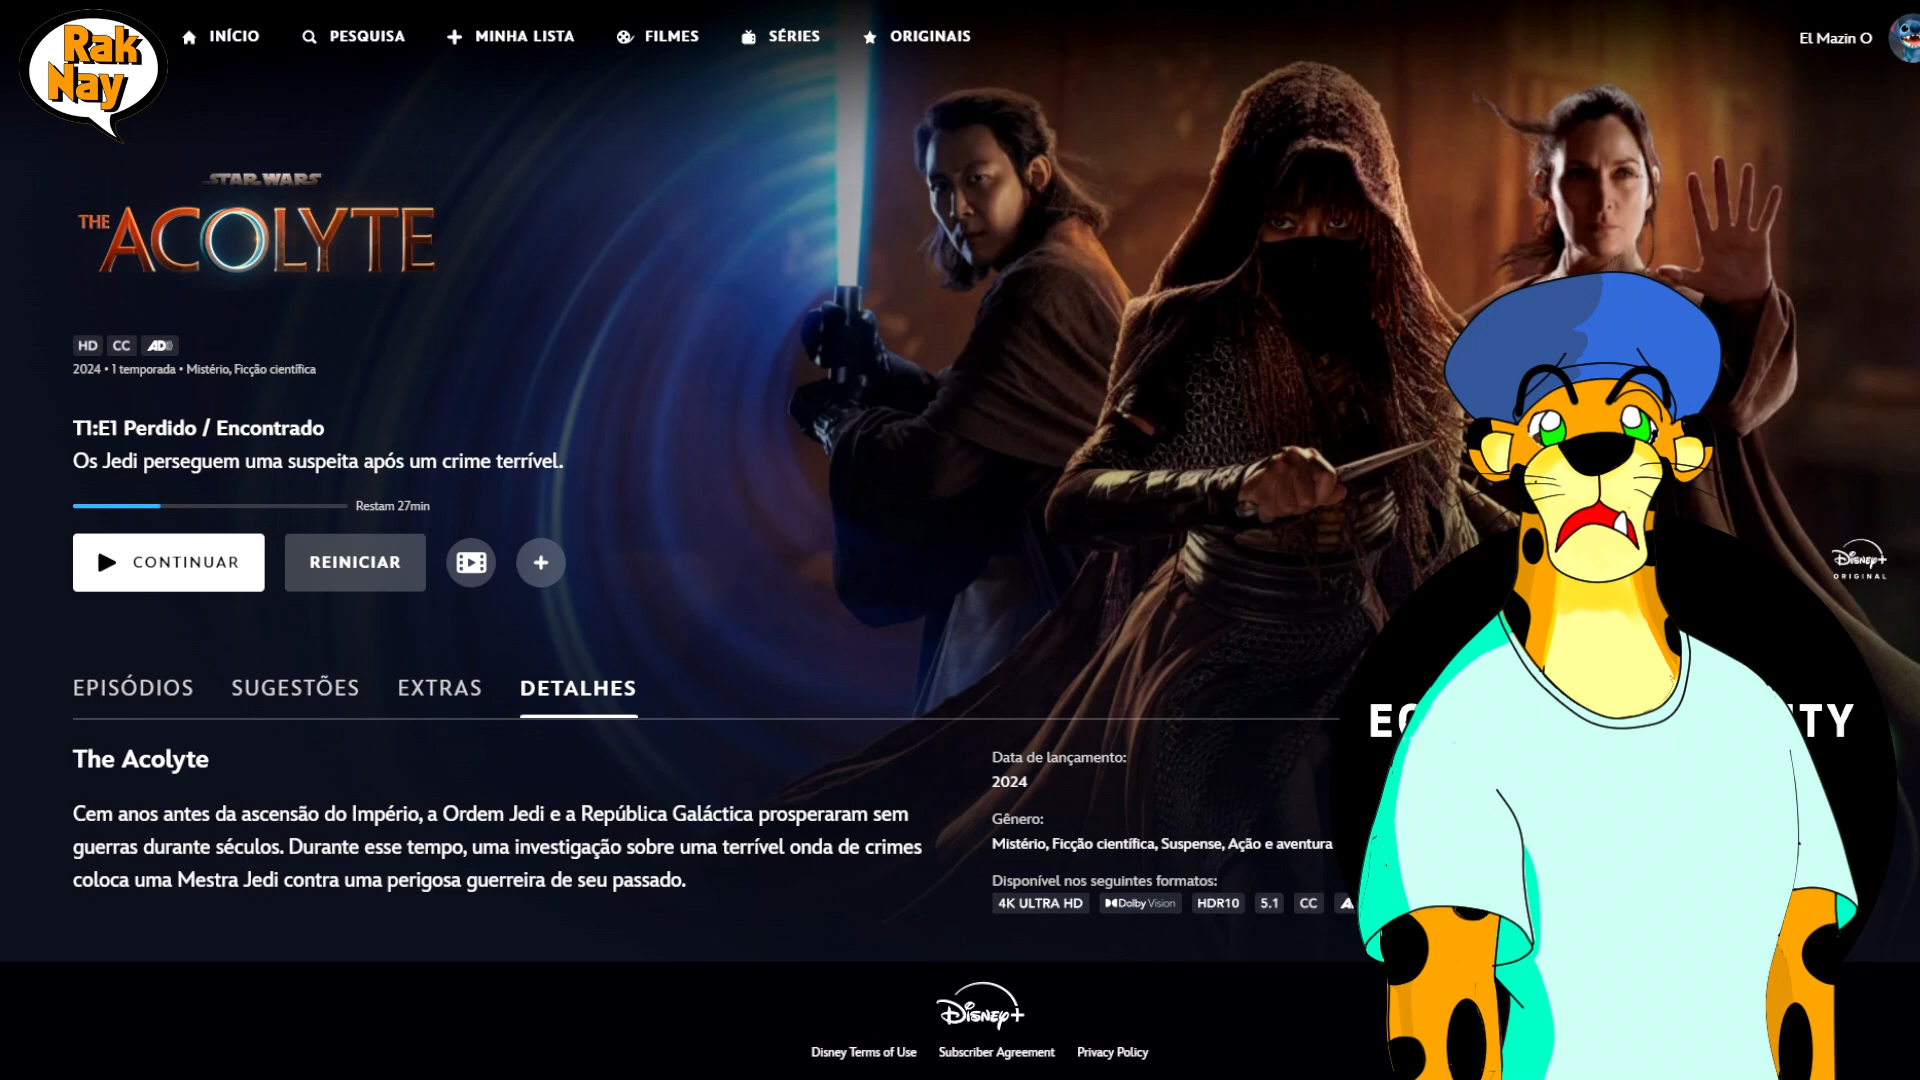 Rak
Nay
INÍCIO
PESQUISA
MINHA LISTA
FILMES
SÉRIES
ORIGINAIS
El Mazin O
STAR WARS
THE ACOLYTE
HD CC AD
2024 • 1 temporada • Mistério, Ficção científica
T1:E1 Perdido / Encontrado
Os Jedi perseguem uma suspeita após um crime terrível.
Restam 27min
CONTINUAR
REINICIAR
Disney+
ORIGINAL
EPISÓDIOS
SUGESTÕES
EXTRAS
DETALHES
The Acolyte
Cem anos antes da ascensão do Império, a Ordem Jedi e a República Galáctica prosperaram sem
guerras durante séculos. Durante esse tempo, uma investigação sobre uma terrível onda de crimes
coloca uma Mestra Jedi contra uma perigosa guerreira de seu passado.
Data de lançamento:
2024
Gênero:
Mistério, Ficção científica, Suspense, Ação e aventura
Disponível nos seguintes formatos:
4K ULTRA HD Dolby Vision HDR10 5.1 CC
Disney+
Disney Terms of Use Subscriber Agreement Privacy Policy